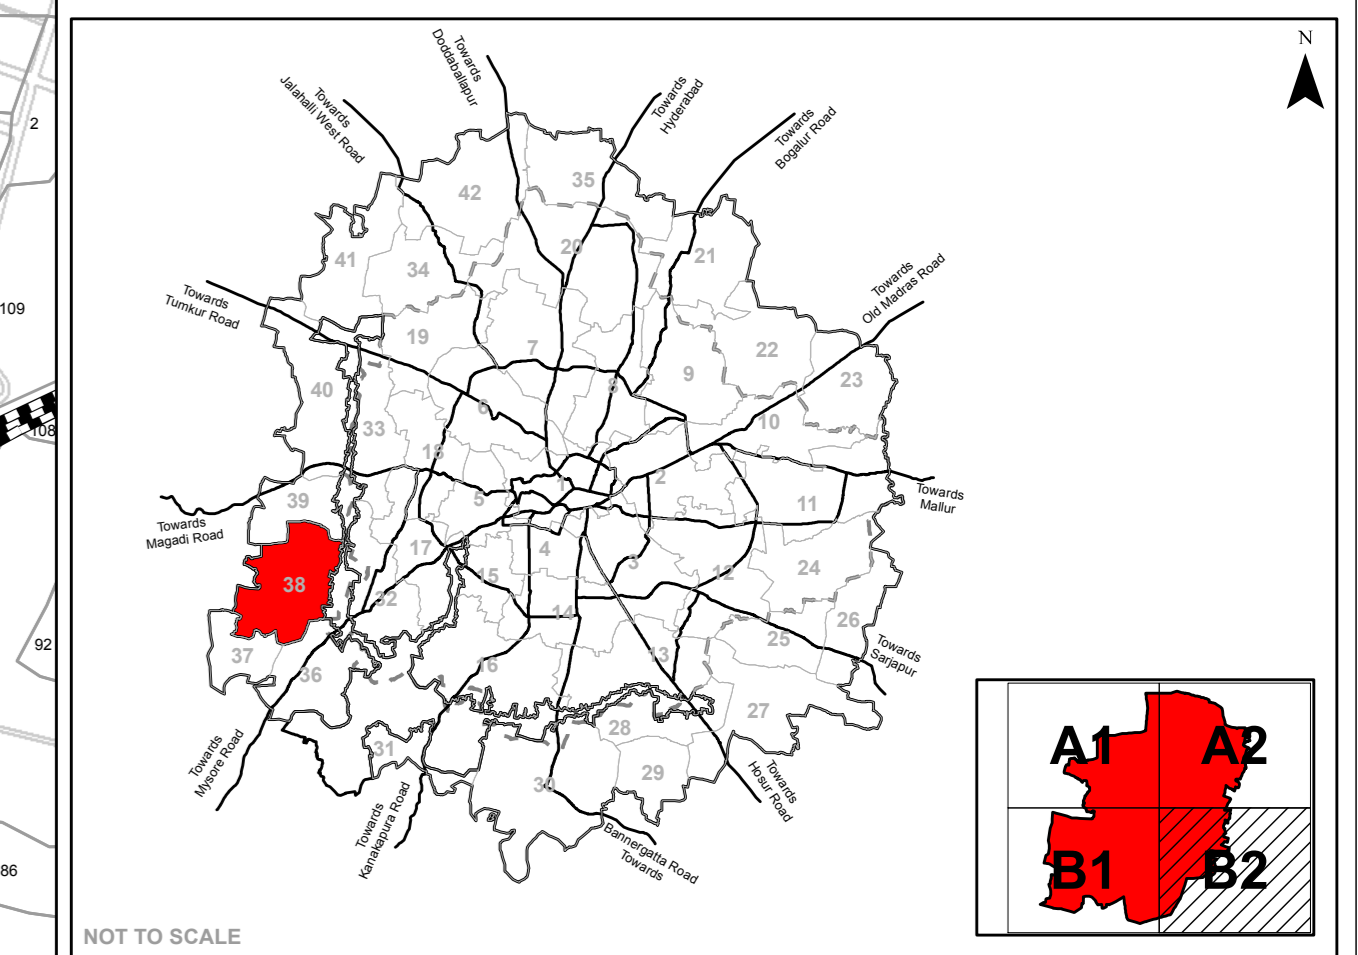 2
109
108
92
86
N
Towards
Doddaballapur
Towards
Jalahalli West Road
Towards
Hyderabad
Towards
Bogalur Road
Towards
Old Madras Road
Towards
Tumkur Road
Towards
Mallur
Towards
Magadi Road
Towards
Sarjapur
Towards
Mysore Road
Towards
Kanakapura Road
Bannergatta Road
Towards
Towards
Hosur Road
42
35
20
21
41
34
19
7
22
23
40
33
6
8
9
10
18
5
1
2
11
39
17
4
3
12
24
38
32
15
14
26
25
37
36
16
13
27
28
31
30
29
A1
A2
B1
B2
NOT TO SCALE